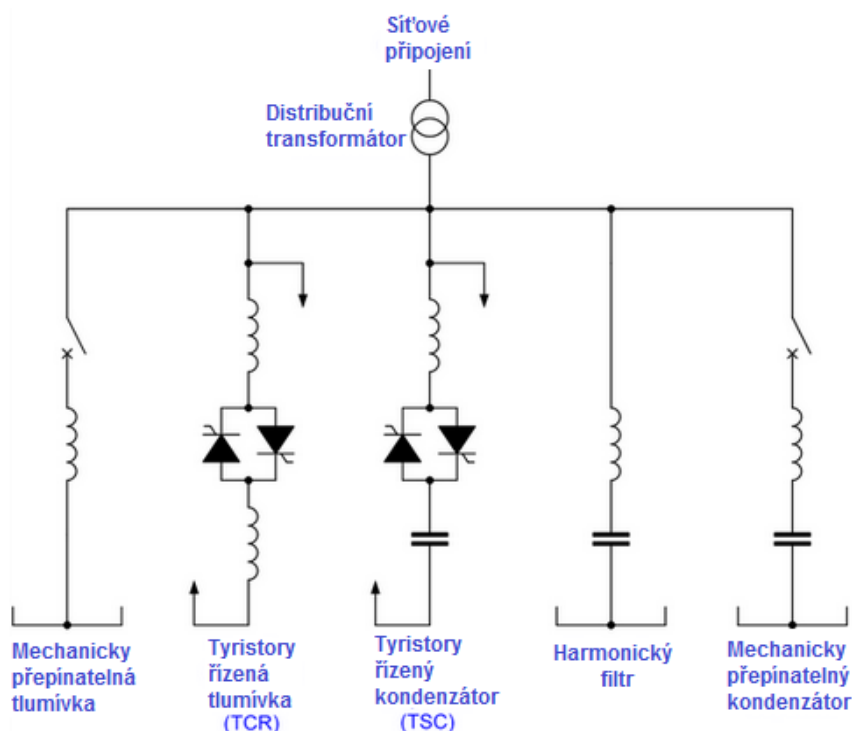 Síťové
připojení
Distribuční
transformátor
Mechanicky
přepínatelná
tlumívka
Tyristory
řízená
tlumívka
(TCR)
Tyristory
řízený
kondenzátor
(TSC)
Harmonický
filtr
Mechanicky
přepínatelný
kondenzátor